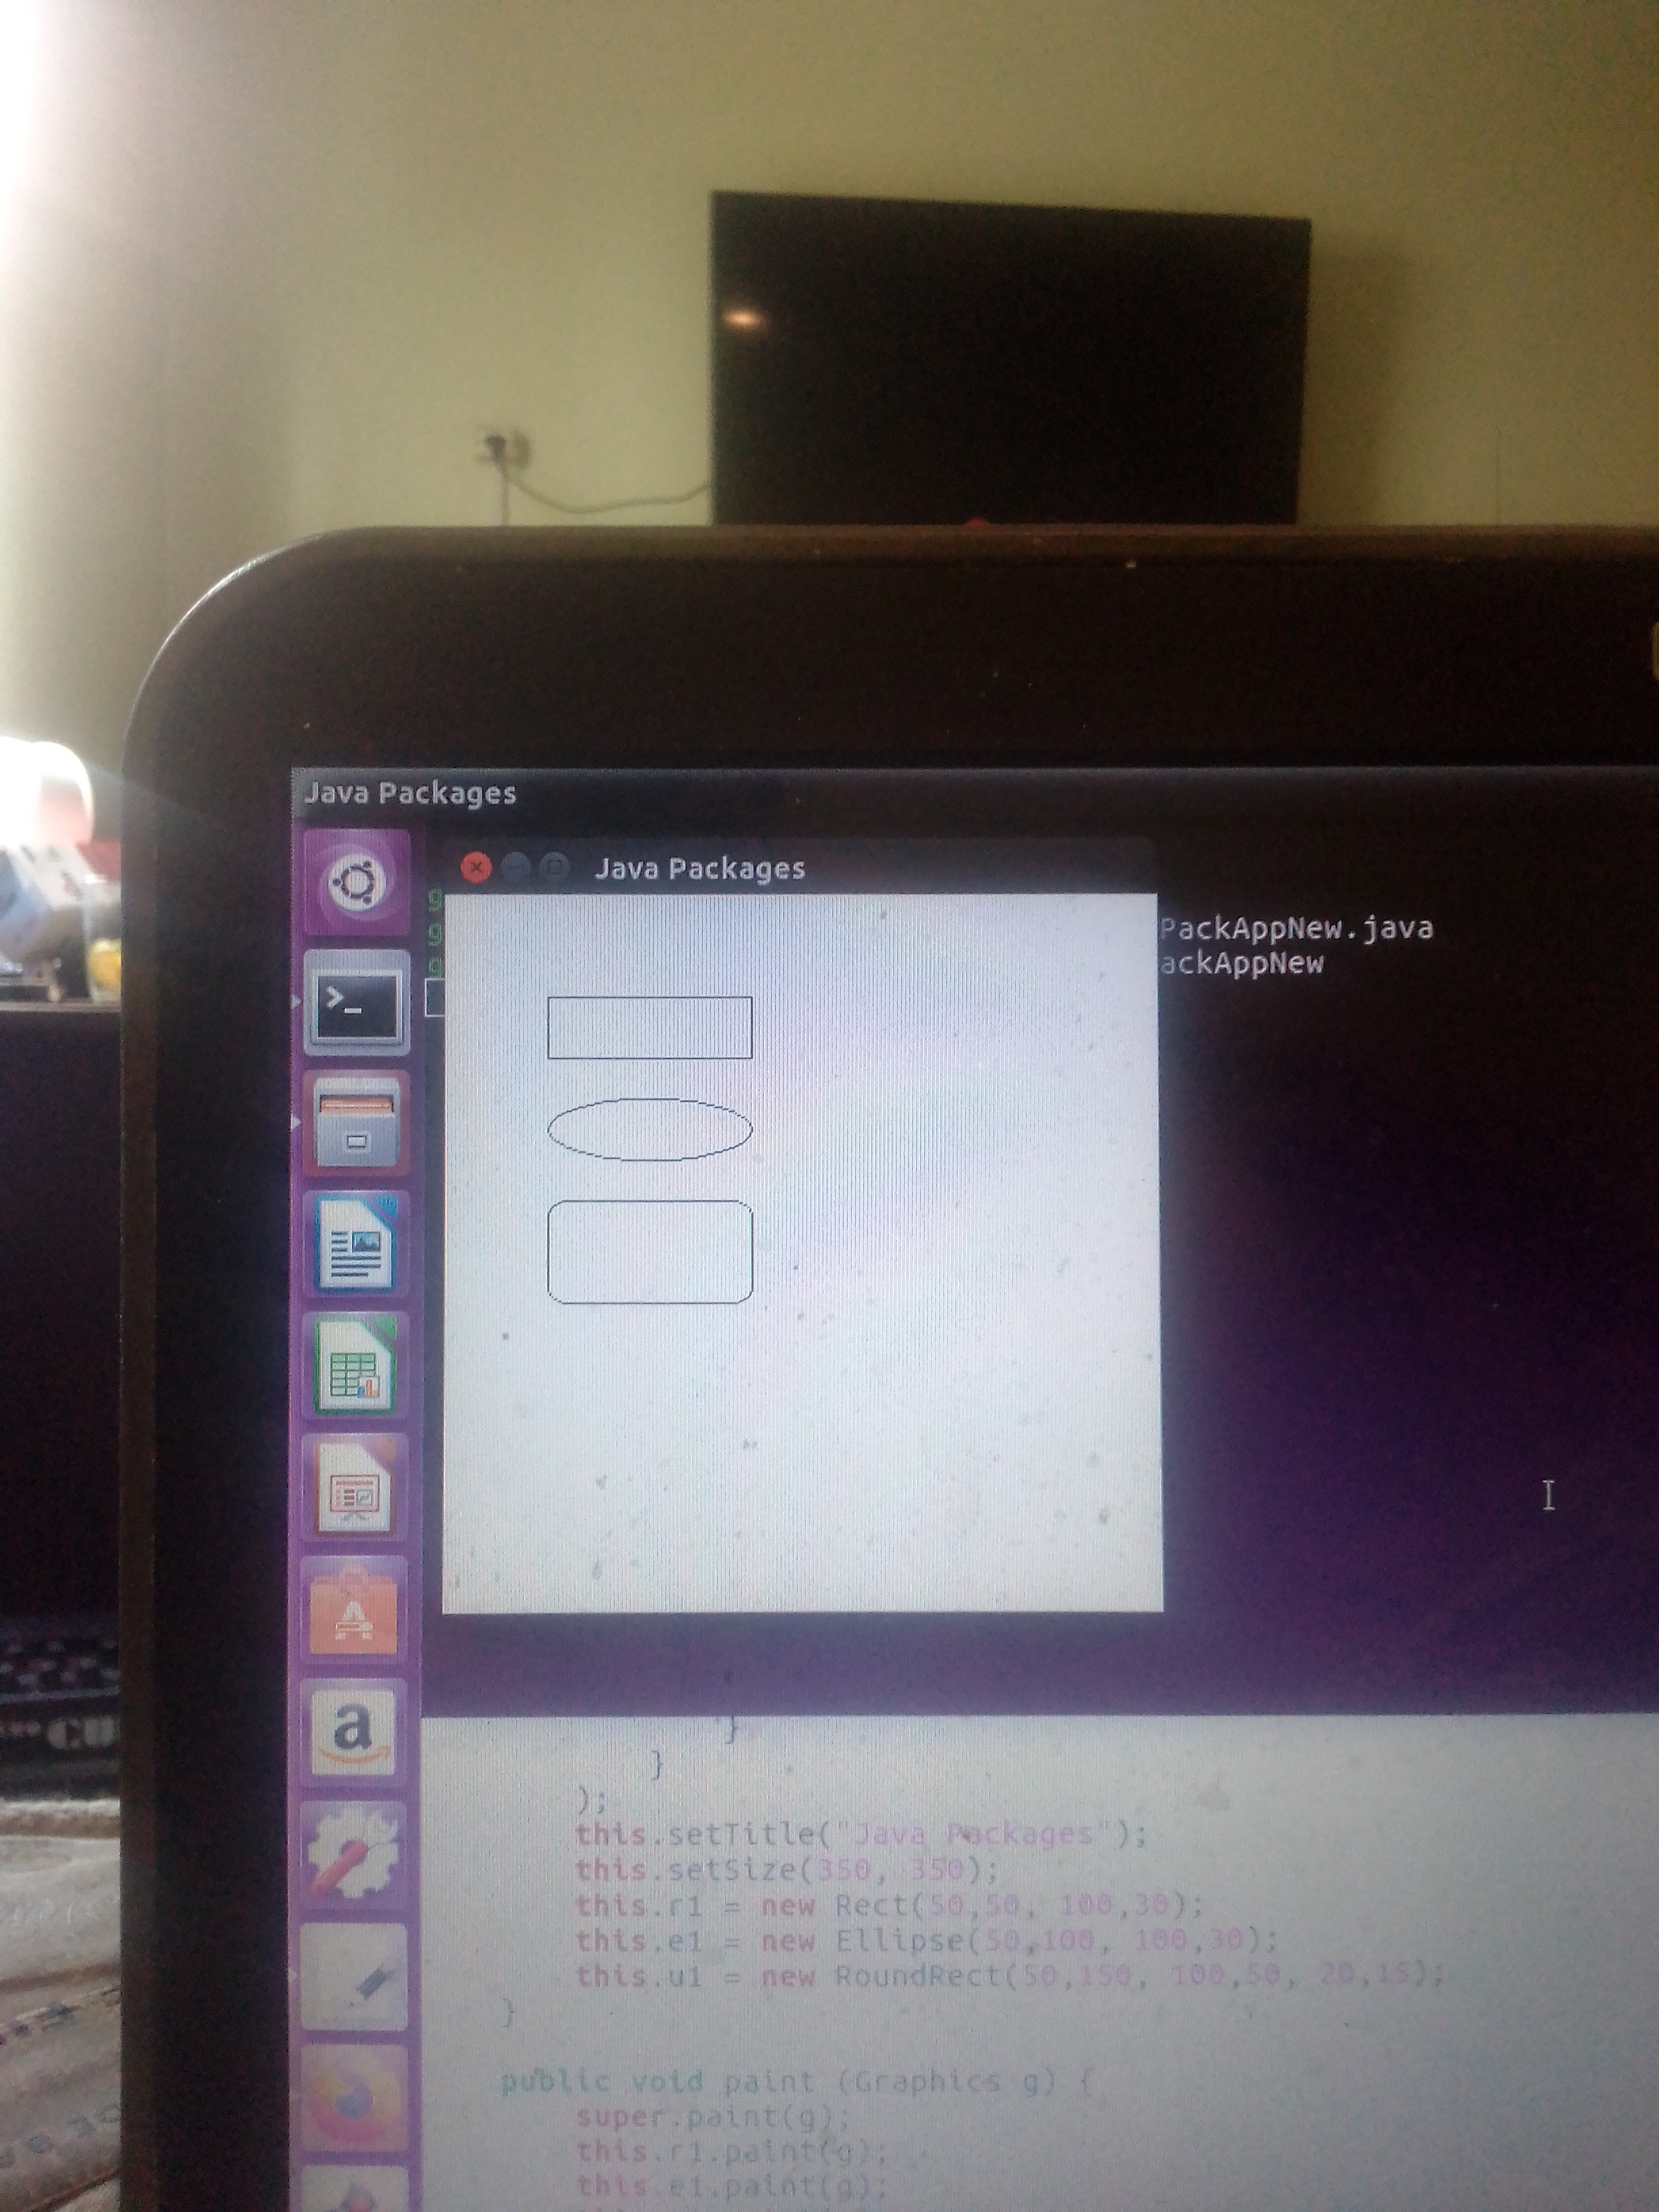 Java Packages
Java Packages
g
g
g
PackAppNew.java
ackAppNew
>_
A
a
}
}
);
this.setTitle("Java Packages");
this.setSize(350, 350);
this.r1 = new Rect(50,50, 100,30);
this.e1 = new Ellipse(50,100, 100,30);
this.u1 = new RoundRect(50,150, 100,50, 20,15);
}
public void paint (Graphics g) {
super.paint(g);
this.r1.paint(g);
this.e1.paint(g);